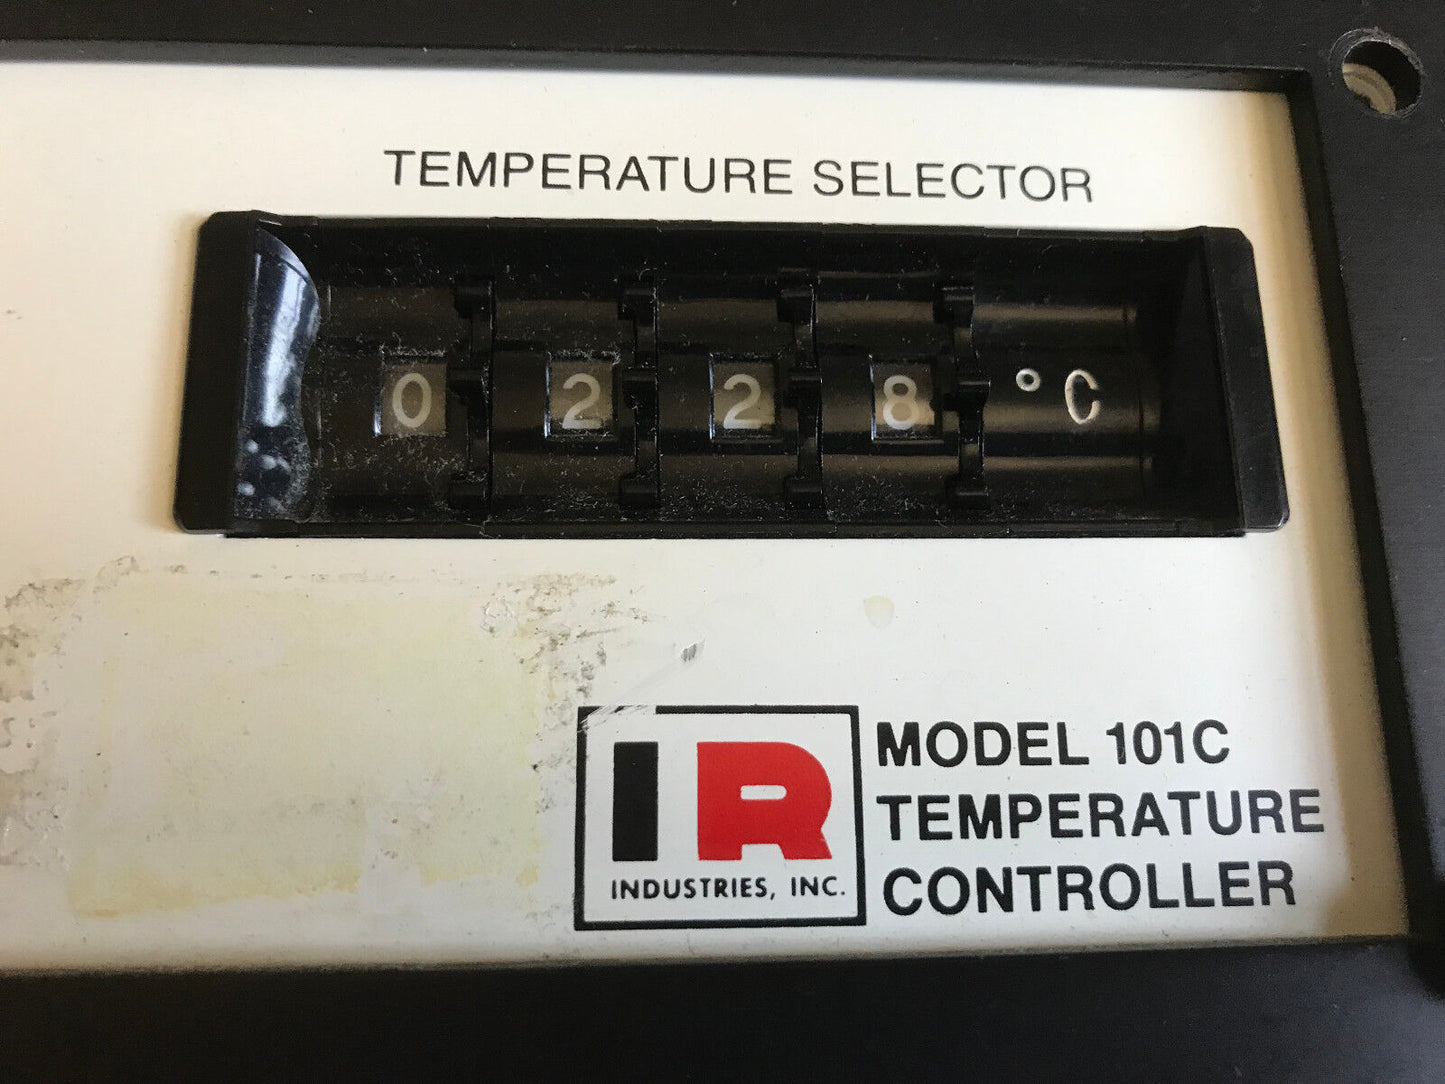 TEMPERATURE SELECTOR
0 2 2 8 °C
IR
INDUSTRIES, INC.
MODEL 101C
TEMPERATURE
CONTROLLER